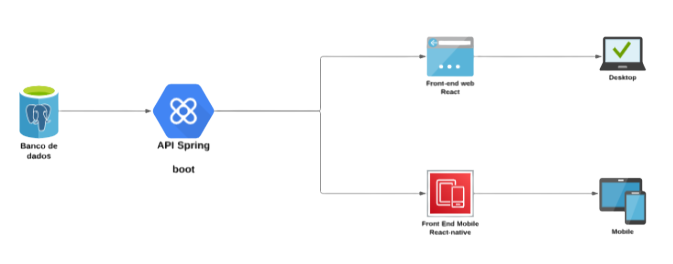 Banco de
dados
API Spring
boot
Front-end web
React
Desktop
Front End Mobile
React-native
Mobile